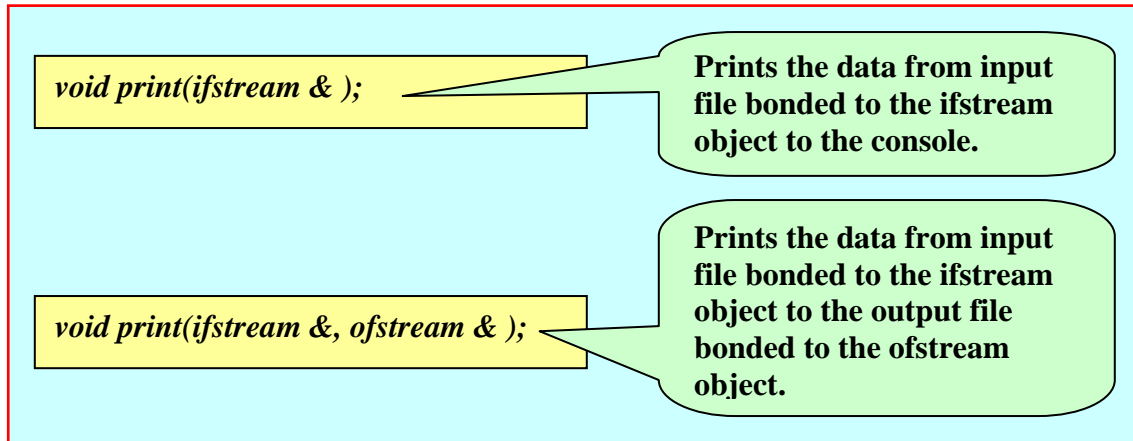 void print(ifstream & );
Prints the data from input
file bonded to the ifstream
object to the console.
void print(ifstream &, ofstream & );
Prints the data from input
file bonded to the ifstream
object to the output file
bonded to the ofstream
object.